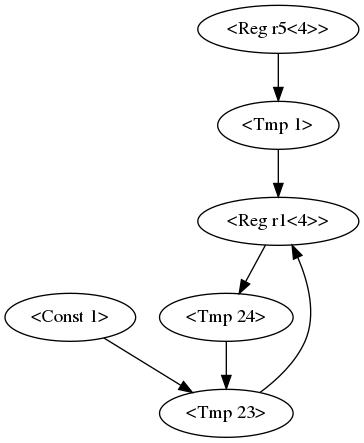 <Reg r5<4>>
<Tmp 1>
<Reg r1<4>>
<Const 1>
<Tmp 24>
<Tmp 23>